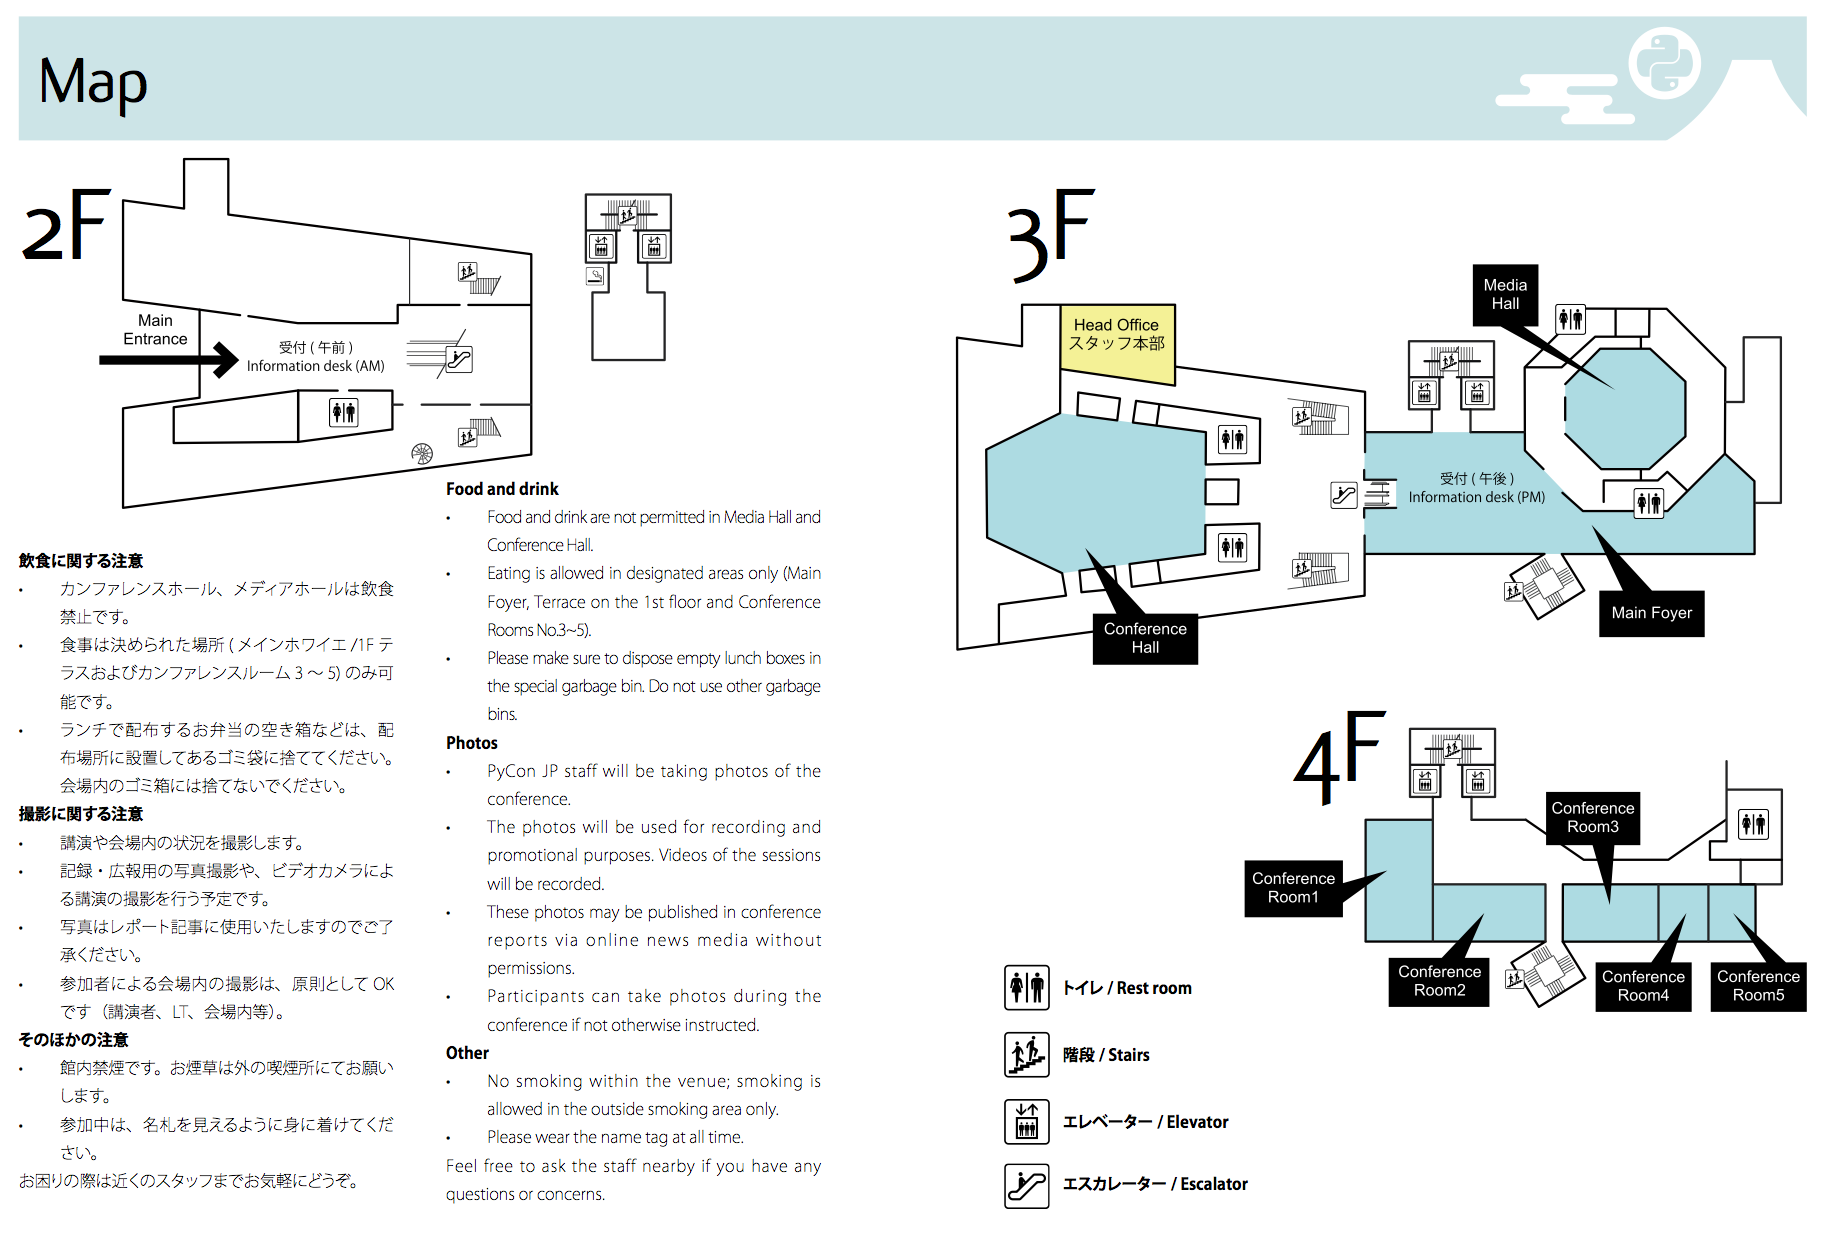 Map
2F
Main
Entrance
受付 ( 午前 )
Information desk (AM)
飲食に関する注意
• カンファレンスホール、メディアホールは飲食
禁止です。
• 食事は決められた場所 ( メインホワイエ /1F テ
ラスおよびカンファレンスルーム 3 〜 5) のみ可
能です。
• ランチで配布するお弁当の空き箱などは、配
布場所に設置してあるゴミ袋に捨ててください。
会場内のゴミ箱には捨てないでください。
撮影に関する注意
• 講演や会場内の状況を撮影します。
• 記録・広報用の写真撮影や、ビデオカメラによ
る講演の撮影を行う予定です。
• 写真はレポート記事に使用いたしますのでご了
承ください。
• 参加者による会場内の撮影は、原則として OK
です（講演者、LT、会場内等）。
そのほかの注意
• 館内禁煙です。お煙草は外の喫煙所にてお願い
します。
• 参加中は、名札を見えるように身に着けてくだ
さい。
お困りの際は近くのスタッフまでお気軽にどうぞ。
Food and drink
• Food and drink are not permitted in Media Hall and
Conference Hall.
• Eating is allowed in designated areas only (Main
Foyer, Terrace on the 1st floor and Conference
Rooms No.3~5).
• Please make sure to dispose empty lunch boxes in
the special garbage bin. Do not use other garbage
bins.
Photos
• PyCon JP staff will be taking photos of the
conference.
• The photos will be used for recording and
promotional purposes. Videos of the sessions
will be recorded.
• These photos may be published in conference
reports via online news media without
permissions.
• Participants can take photos during the
conference if not otherwise instructed.
Other
• No smoking within the venue; smoking is
allowed in the outside smoking area only.
• Please wear the name tag at all time.
Feel free to ask the staff nearby if you have any
questions or concerns.
3F
Head Office
スタッフ本部
Media
Hall
受付 ( 午後 )
Information desk (PM)
Main Foyer
Conference
Hall
4F
Conference
Room3
Conference
Room1
Conference
Room2
Conference
Room4
Conference
Room5
トイレ / Rest room
階段 / Stairs
エレベーター / Elevator
エスカレーター / Escalator